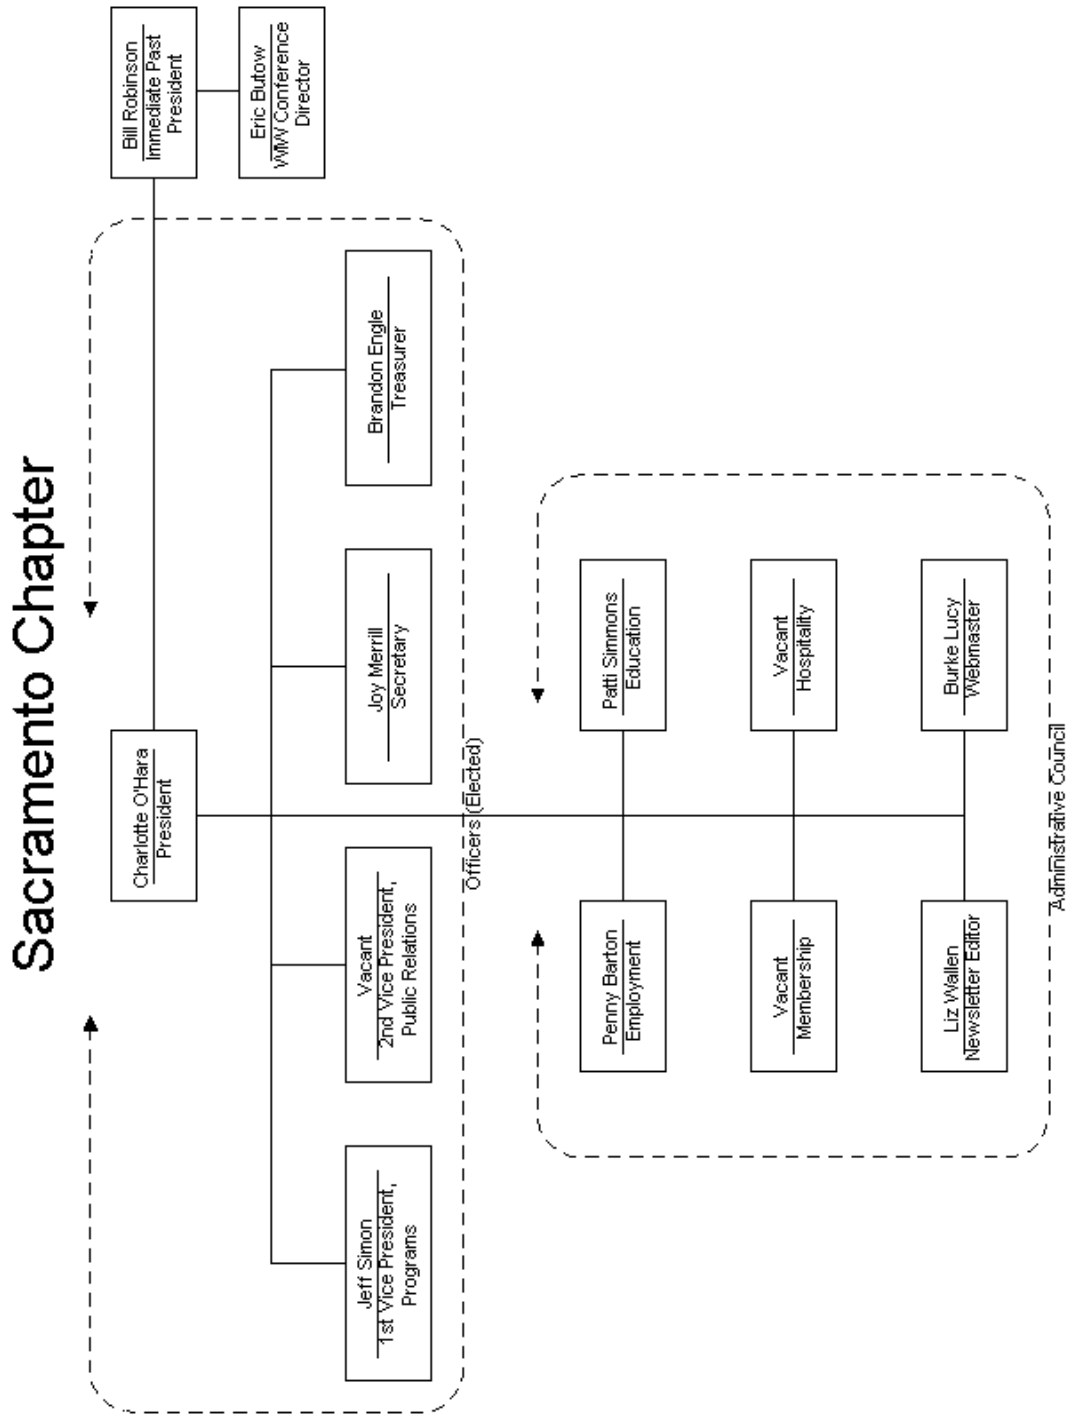 Sacramento Chapter
Charlotte O'Hara
President
Bill Robinson
Immediate Past
President
Eric Butow
WIW Conference
Director
Jeff Simon
1st Vice President,
Programs
Vacant
2nd Vice President,
Public Relations
Joy Merrill
Secretary
Brandon Engle
Treasurer
Officers (Elected)
Penny Barton
Employment
Patti Simmons
Education
Vacant
Membership
Vacant
Hospitality
Liz Wallen
Newsletter Editor
Burke Lucy
Webmaster
Administrative Council